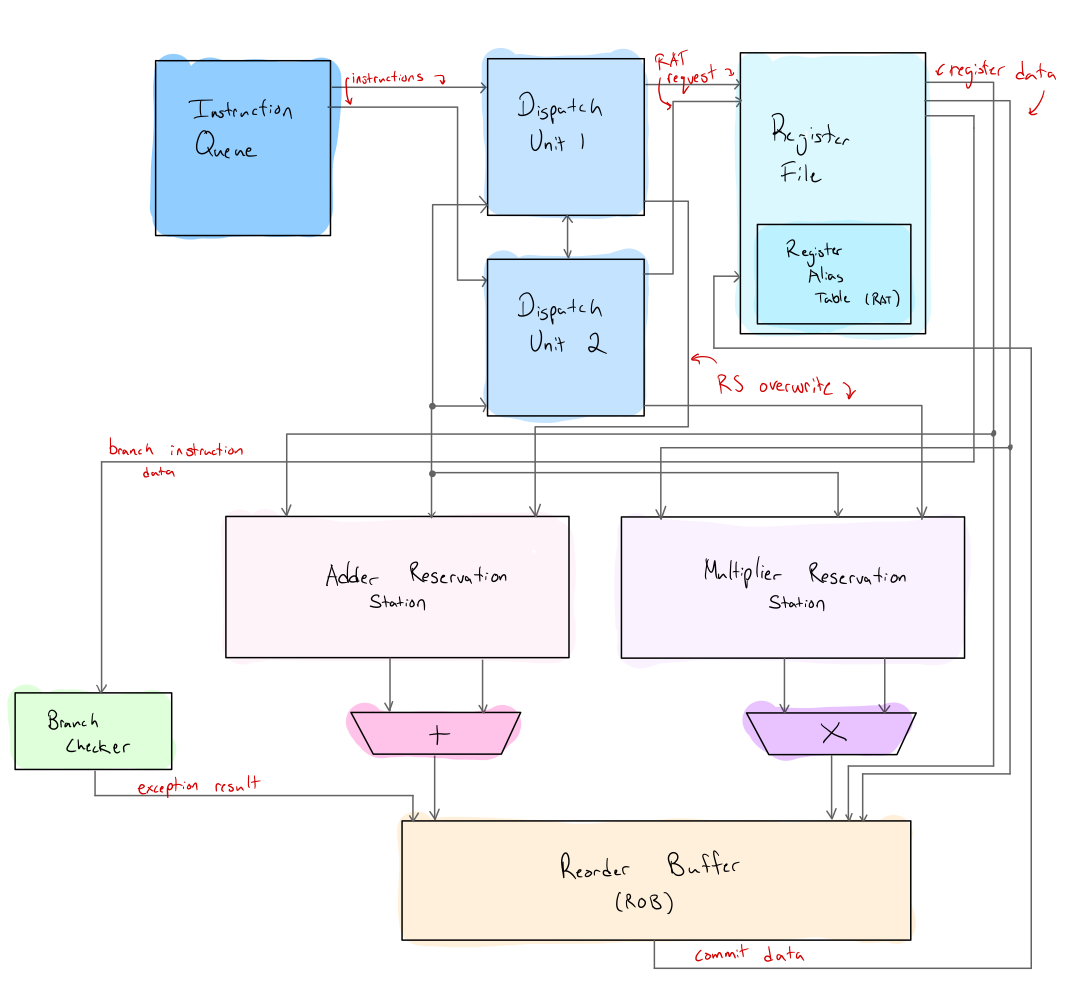 Instruction
Queue
instructions
Dispatch
Unit 1
RAT
request
Register
File
register data
Register
Alias
Table (RAT)
Dispatch
Unit 2
RS overwrite
branch instruction
data
Adder Reservation
Station
Multiplier Reservation
Station
Branch
Checker
+
X
exception result
Reorder Buffer
(ROB)
commit data